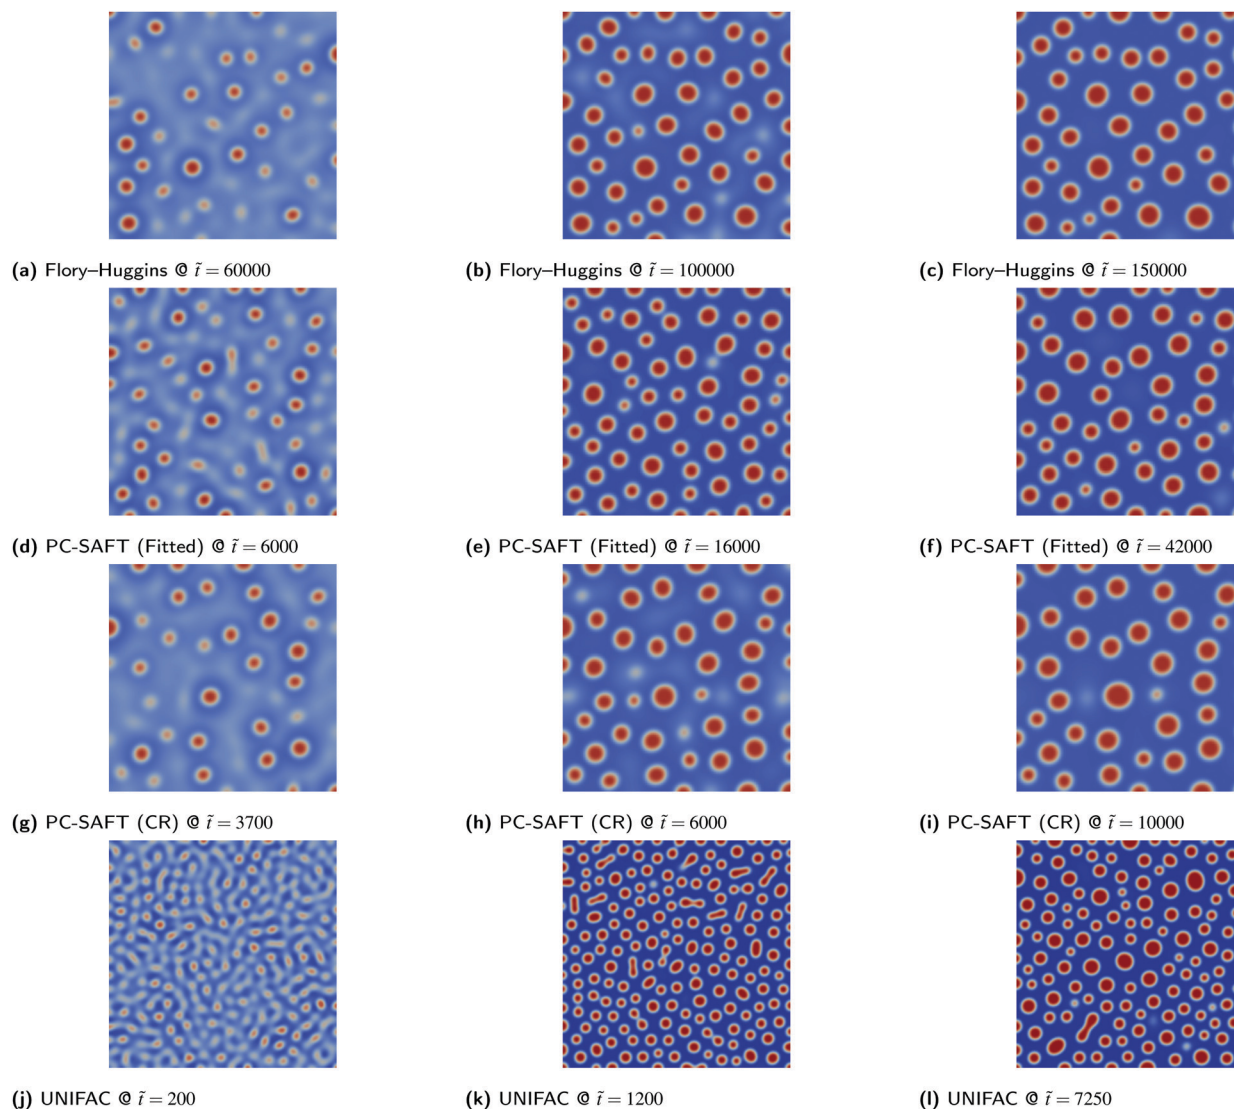 (a) Flory–Huggins @ t̃ = 60000
(b) Flory–Huggins @ t̃ = 100000
(c) Flory–Huggins @ t̃ = 150000
(d) PC-SAFT (Fitted) @ t̃ = 6000
(e) PC-SAFT (Fitted) @ t̃ = 16000
(f) PC-SAFT (Fitted) @ t̃ = 42000
(g) PC-SAFT (CR) @ t̃ = 3700
(h) PC-SAFT (CR) @ t̃ = 6000
(i) PC-SAFT (CR) @ t̃ = 10000
(j) UNIFAC @ t̃ = 200
(k) UNIFAC @ t̃ = 1200
(l) UNIFAC @ t̃ = 7250